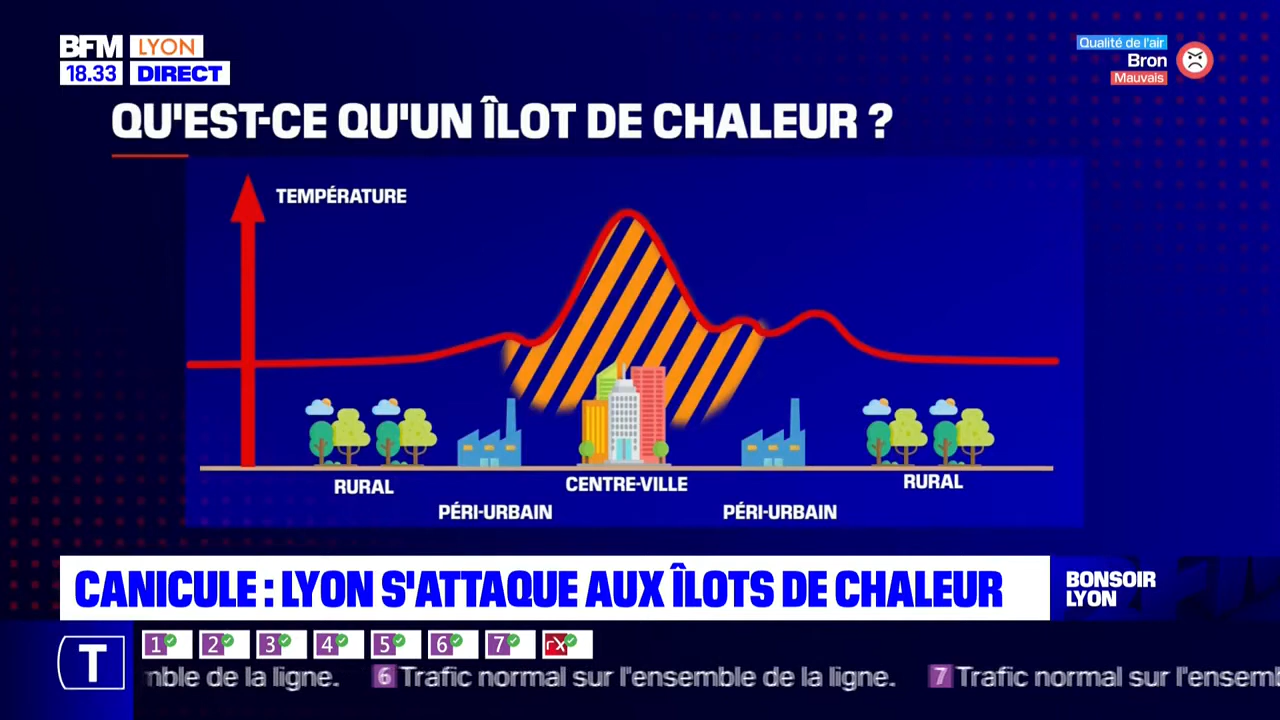 BFM LYON
18.33 DIRECT
Qualité de l'air
Bron
Mauvais
QU'EST-CE QU'UN ÎLOT DE CHALEUR ?
TEMPÉRATURE
RURAL
PÉRI-URBAIN
CENTRE-VILLE
PÉRI-URBAIN
RURAL
CANICULE : LYON S'ATTAQUE AUX ÎLOTS DE CHALEUR
BONSOIR
LYON
T
1 2 3 4 5 6 7 rX
de la ligne. 6 Trafic normal sur l'ensemble de la ligne. 7 Trafic normal sur